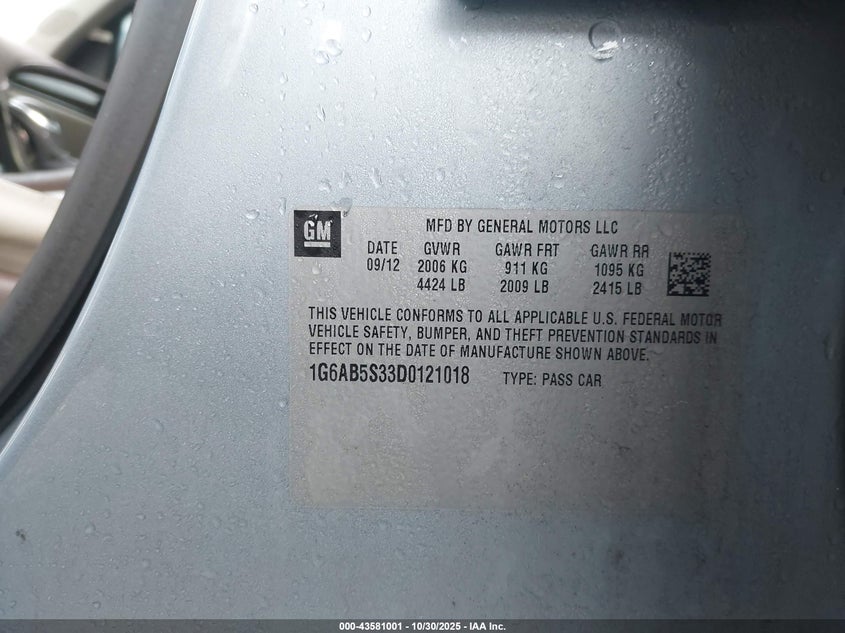 GM
MFD BY GENERAL MOTORS LLC
DATE GVWR GAWR FRT GAWR RR
09/12 2006 KG 911 KG 1095 KG
4424 LB 2009 LB 2415 LB
THIS VEHICLE CONFORMS TO ALL APPLICABLE U.S. FEDERAL MOTOR
VEHICLE SAFETY, BUMPER, AND THEFT PREVENTION STANDARDS IN
EFFECT ON THE DATE OF MANUFACTURE SHOWN ABOVE.
1G6AB5S33D0121018 TYPE: PASS CAR
000-43581001 - 10/30/2025 - IAA Inc.